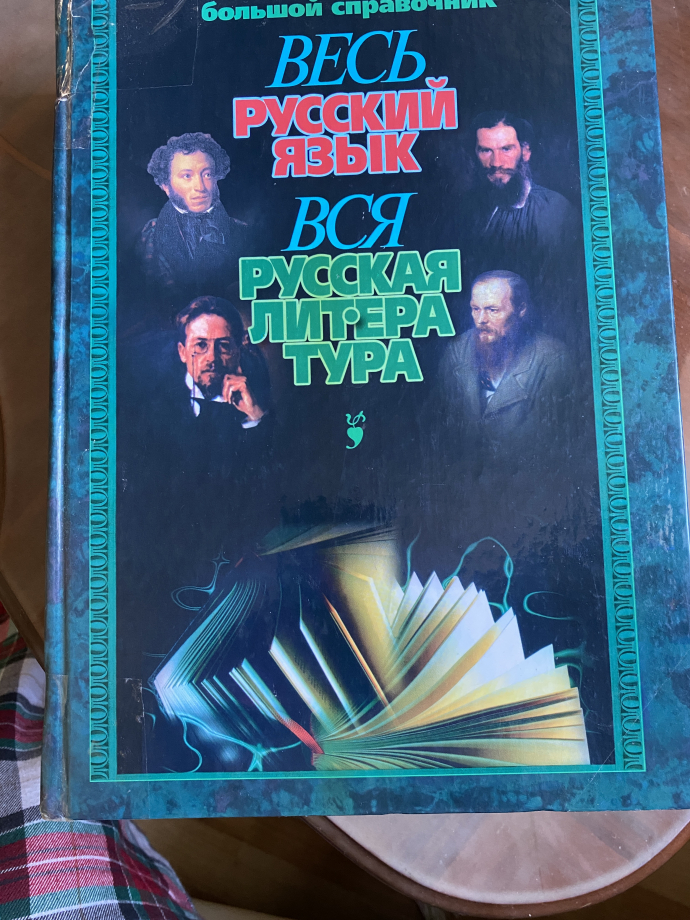 большой справочник
ВЕСЬ
РУССКИЙ
ЯЗЫК
ВСЯ
РУССКАЯ
ЛИТЕРА
ТУРА